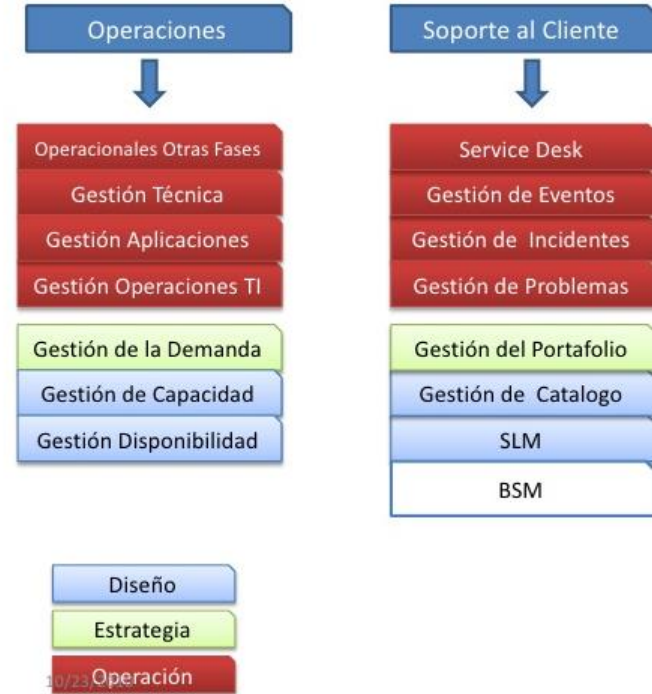 Operaciones
Soporte al Cliente
Operacionales Otras Fases
Gestión Técnica
Gestión Aplicaciones
Gestión Operaciones TI
Gestión de la Demanda
Gestión de Capacidad
Gestión Disponibilidad
Service Desk
Gestión de Eventos
Gestión de Incidentes
Gestión de Problemas
Gestión del Portafolio
Gestión de Catalogo
SLM
BSM
Diseño
Estrategia
Operación